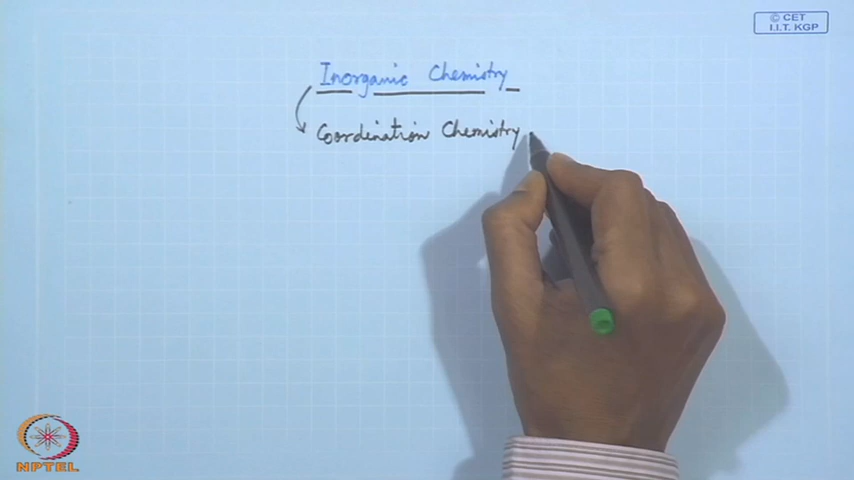 © CET
I.I.T. KGP
Inorganic Chemistry
Coordination Chemistry
NPTEL